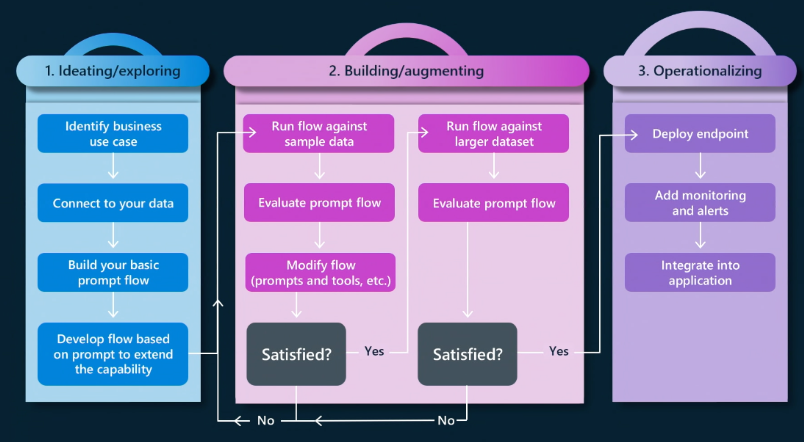 1. Ideating/exploring
Identify business
use case
Connect to your data
Build your basic
prompt flow
Develop flow based
on prompt to extend
the capability
2. Building/augmenting
Run flow against
sample data
Evaluate prompt flow
Modify flow
(prompts and tools, etc.)
Satisfied?
Yes
No
Run flow against
larger dataset
Evaluate prompt flow
Satisfied?
Yes
No
3. Operationalizing
Deploy endpoint
Add monitoring
and alerts
Integrate into
application